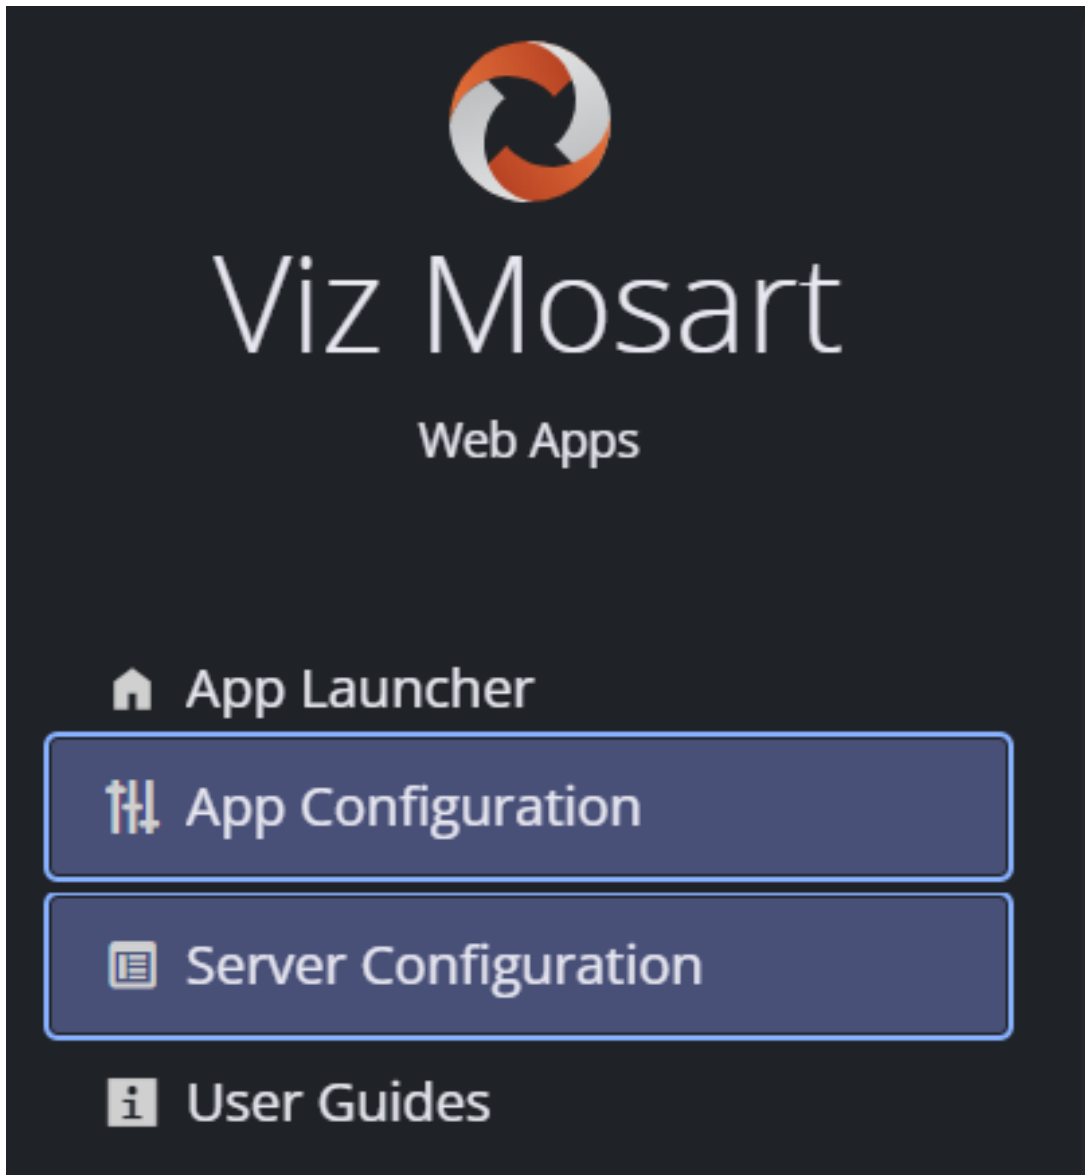 Viz Mosart
Web Apps
App Launcher
App Configuration
Server Configuration
User Guides